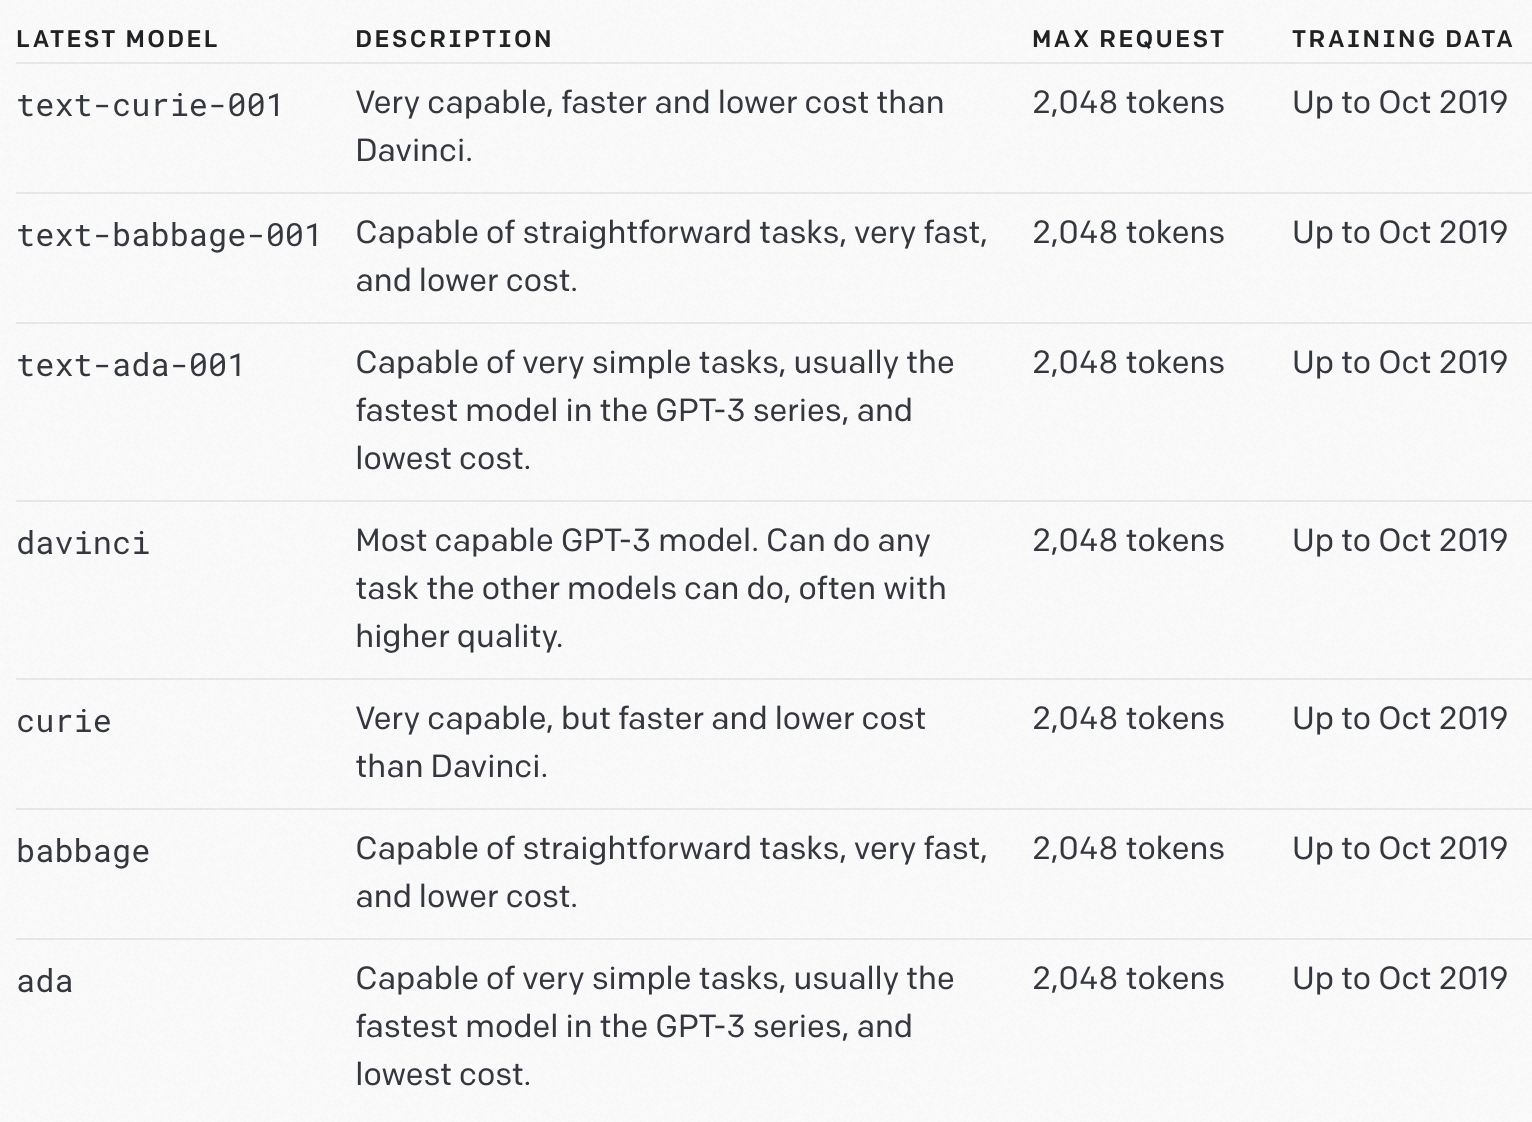 LATEST MODEL DESCRIPTION MAX REQUEST TRAINING DATA
text-curie-001 Very capable, faster and lower cost than 2,048 tokens Up to Oct 2019
Davinci.
text-babbage-001 Capable of straightforward tasks, very fast, 2,048 tokens Up to Oct 2019
and lower cost.
text-ada-001 Capable of very simple tasks, usually the 2,048 tokens Up to Oct 2019
fastest model in the GPT-3 series, and
lowest cost.
davinci Most capable GPT-3 model. Can do any 2,048 tokens Up to Oct 2019
task the other models can do, often with
higher quality.
curie Very capable, but faster and lower cost 2,048 tokens Up to Oct 2019
than Davinci.
babbage Capable of straightforward tasks, very fast, 2,048 tokens Up to Oct 2019
and lower cost.
ada Capable of very simple tasks, usually the 2,048 tokens Up to Oct 2019
fastest model in the GPT-3 series, and
lowest cost.